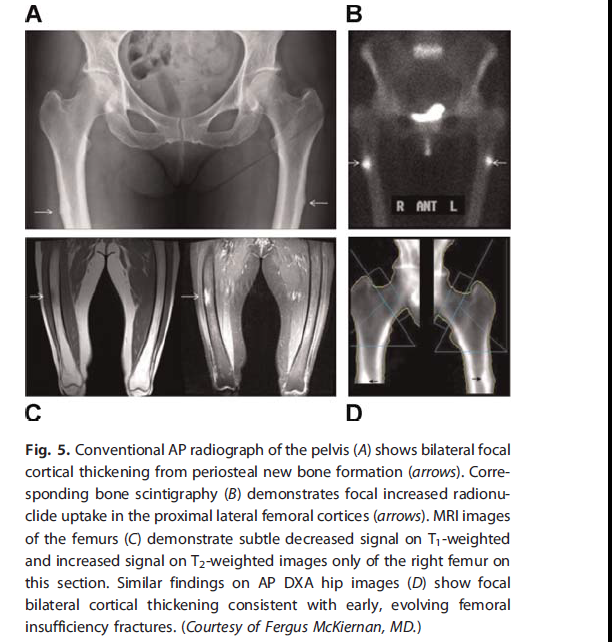 A
B
R ANT L
C
D
Fig. 5. Conventional AP radiograph of the pelvis (A) shows bilateral focal
cortical thickening from periosteal new bone formation (arrows). Corre-
sponding bone scintigraphy (B) demonstrates focal increased radionu-
clide uptake in the proximal lateral femoral cortices (arrows). MRI images
of the femurs (C) demonstrate subtle decreased signal on T₁-weighted
and increased signal on T₂-weighted images only of the right femur on
this section. Similar findings on AP DXA hip images (D) show focal
bilateral cortical thickening consistent with early, evolving femoral
insufficiency fractures. (Courtesy of Fergus McKiernan, MD.)